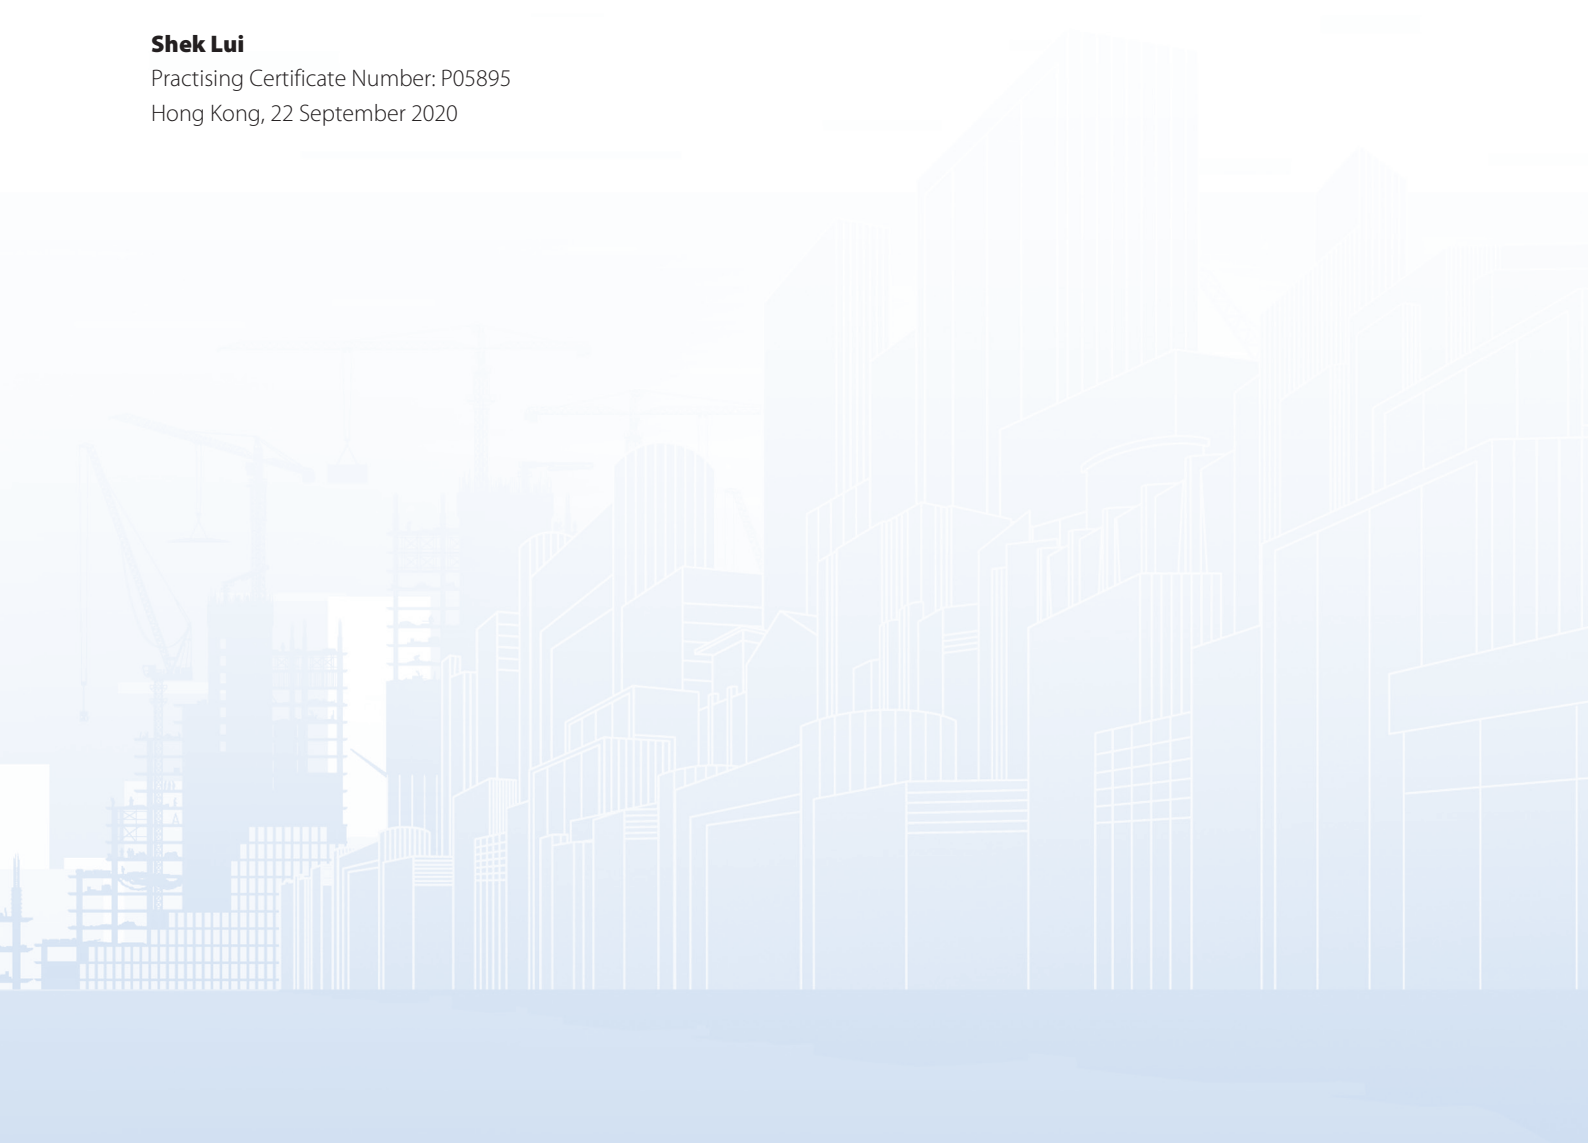 Shek Lui
Practising Certificate Number: P05895
Hong Kong, 22 September 2020